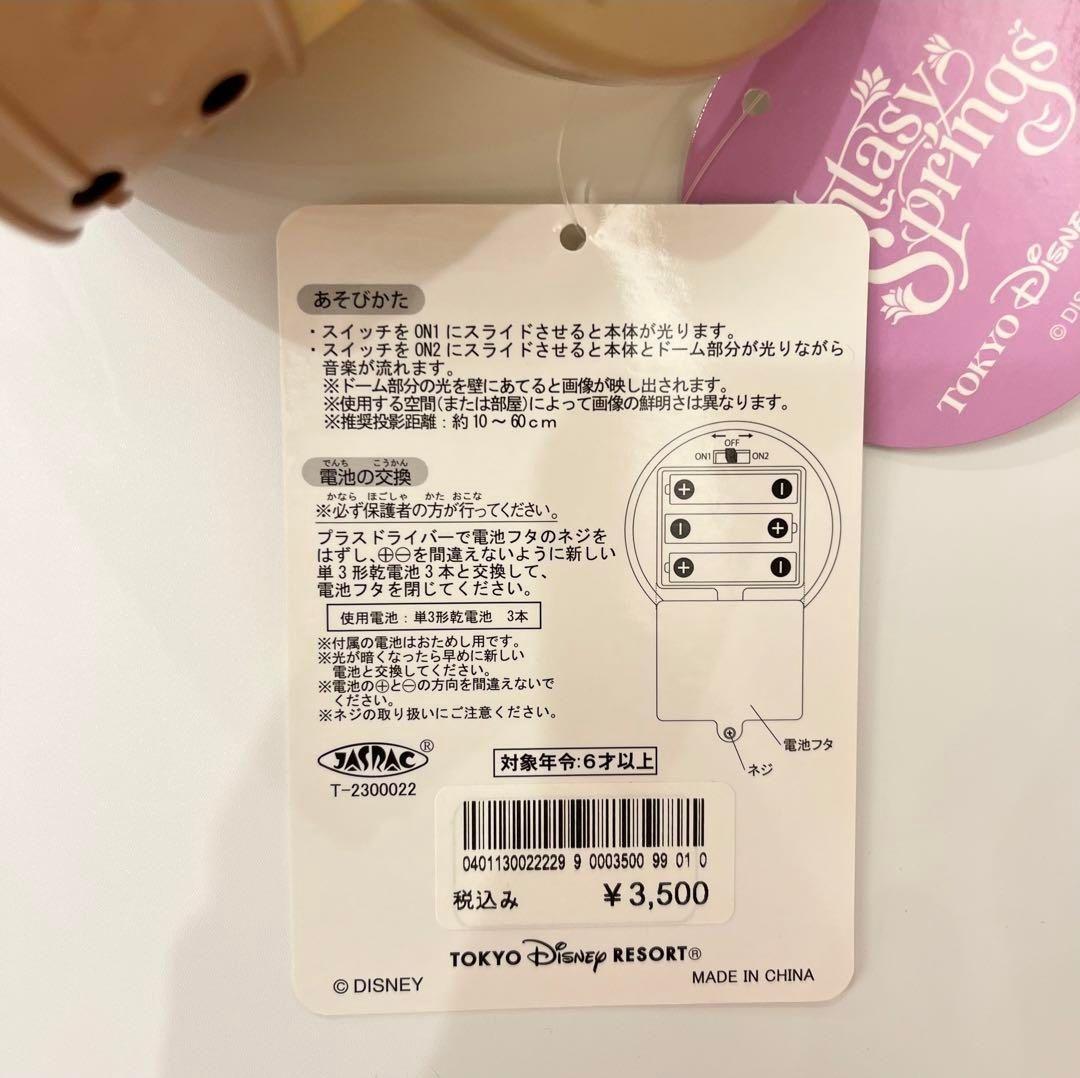 Fantasy
Springs
TOKYO Disney
© DIS
あそびかた
・スイッチを ON1 にスライドさせると本体が光ります。
・スイッチを ON2 にスライドさせると本体とドーム部分が光りながら
音楽が流れます。
※ドーム部分の光を壁にあてると画像が映し出されます。
※使用する空間(または部屋)によって画像の鮮明さは異なります。
※推奨投影距離：約10～60cm
でんち こうかん
電池の交換
かなら ほごしゃ かた おこな
※必ず保護者の方が行ってください。
プラスドライバーで電池フタのネジを
はずし、⊕⊖を間違えないように新しい
単3形乾電池3本と交換して、
電池フタを閉じてください。
使用電池：単3形乾電池 3本
※付属の電池はおためし用です。
※光が暗くなったら早めに新しい
電池と交換してください。
※電池の⊕と⊖の方向を間違えないで
ください。
※ネジの取り扱いにご注意ください。
OFF
ON1 ON2
電池フタ
ネジ
JASRAC®
T-2300022
対象年令:6才以上
0401130022229 9 0003500 99 01 0
税込み ¥3,500
TOKYO Disney RESORT®
© DISNEY
MADE IN CHINA